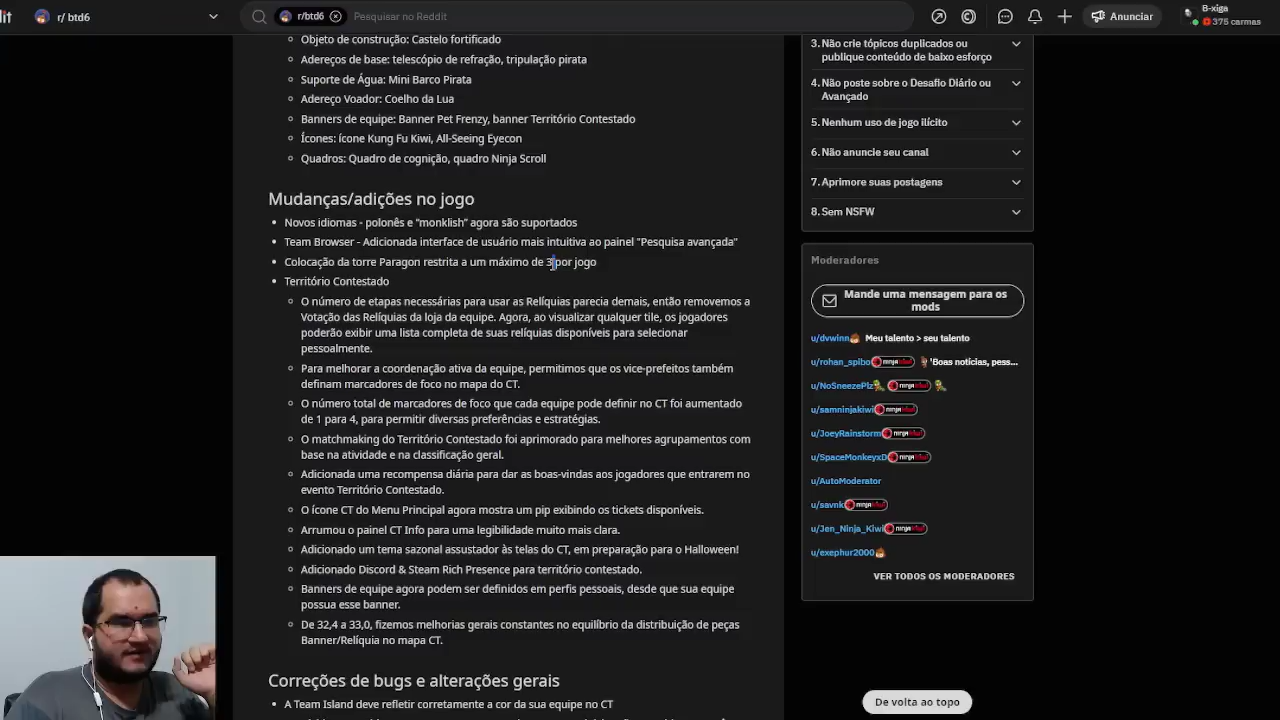 it
r/ btd6
r/btd6
Pesquisar no Reddit
Anunciar
B-xiga
375 carmas
Objeto de construção: Castelo fortificado
Adereços de base: telescópio de refração, tripulação pirata
Suporte de Água: Mini Barco Pirata
Adereço Voador: Coelho da Lua
Banners de equipe: Banner Pet Frenzy, banner Território Contestado
Ícones: ícone Kung Fu Kiwi, All-Seeing Eyecon
Quadros: Quadro de cognição, quadro Ninja Scroll
Mudanças/adições no jogo
Novos idiomas - polonês e "monklish" agora são suportados
Team Browser - Adicionada interface de usuário mais intuitiva ao painel "Pesquisa avançada"
Colocação da torre Paragon restrita a um máximo de 3 por jogo
Território Contestado
O número de etapas necessárias para usar as Relíquias parecia demais, então removemos a
Votação das Relíquias da loja da equipe. Agora, ao visualizar qualquer tile, os jogadores
poderão exibir uma lista completa de suas relíquias disponíveis para selecionar
pessoalmente.
Para melhorar a coordenação ativa da equipe, permitimos que os vice-prefeitos também
definam marcadores de foco no mapa do CT.
O número total de marcadores de foco que cada equipe pode definir no CT foi aumentado
de 1 para 4, para permitir diversas preferências e estratégias.
O matchmaking do Território Contestado foi aprimorado para melhores agrupamentos com
base na atividade e na classificação geral.
Adicionada uma recompensa diária para dar as boas-vindas aos jogadores que entrarem no
evento Território Contestado.
O ícone CT do Menu Principal agora mostra um pip exibindo os tickets disponíveis.
Arrumou o painel CT Info para uma legibilidade muito mais clara.
Adicionado um tema sazonal assustador às telas do CT, em preparação para o Halloween!
Adicionado Discord & Steam Rich Presence para território contestado.
Banners de equipe agora podem ser definidos em perfis pessoais, desde que sua equipe
possua esse banner.
De 32,4 a 33,0, fizemos melhorias gerais constantes no equilíbrio da distribuição de peças
Banner/Relíquia no mapa CT.
Correções de bugs e alterações gerais
A Team Island deve refletir corretamente a cor da sua equipe no CT
3. Não crie tópicos duplicados ou
publique conteúdo de baixo esforço
4. Não poste sobre o Desafio Diário ou
Avançado
5. Nenhum uso de jogo ilícito
6. Não anuncie seu canal
7. Aprimore suas postagens
8. Sem NSFW
Moderadores
Mande uma mensagem para os
mods
u/dvwinn Meu talento > seu talento
u/rohan_spibo ninja 'Boas notícias, pess...
u/NoSneezePlz ninja
u/samninjakiwi ninja
u/JoeyRainstorm ninja
u/SpaceMonkeyxD ninja
u/AutoModerator
u/savnk ninja
u/Jen_Ninja_Kiwi ninja
u/exephur2000
VER TODOS OS MODERADORES
De volta ao topo